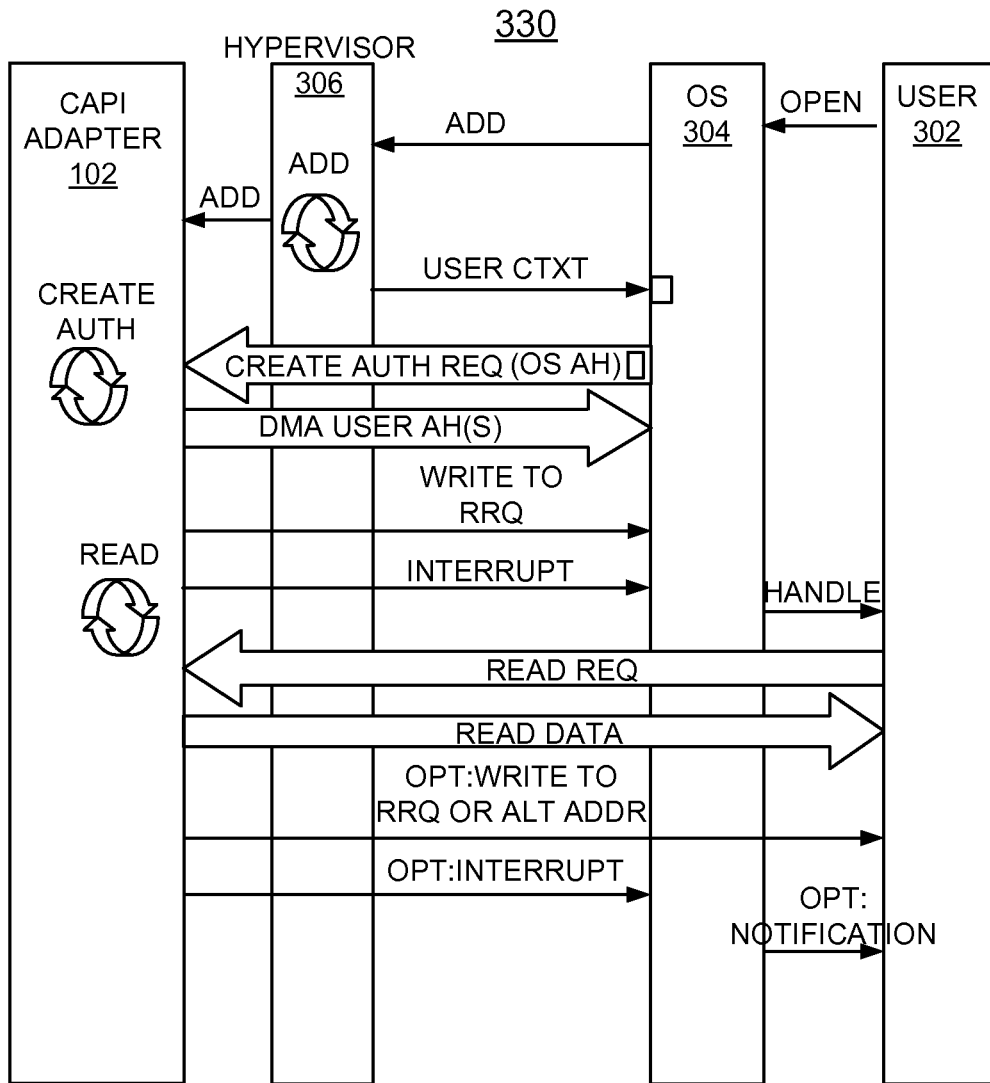 330
HYPERVISOR
306
CAPI
ADAPTER
102
OS
304
USER
302
OPEN
ADD
ADD
ADD
USER CTXT
CREATE
AUTH
CREATE AUTH REQ (OS AH)
DMA USER AH(S)
WRITE TO
RRQ
READ
INTERRUPT
HANDLE
READ REQ
READ DATA
OPT:WRITE TO
RRQ OR ALT ADDR
OPT:INTERRUPT
OPT:
NOTIFICATION